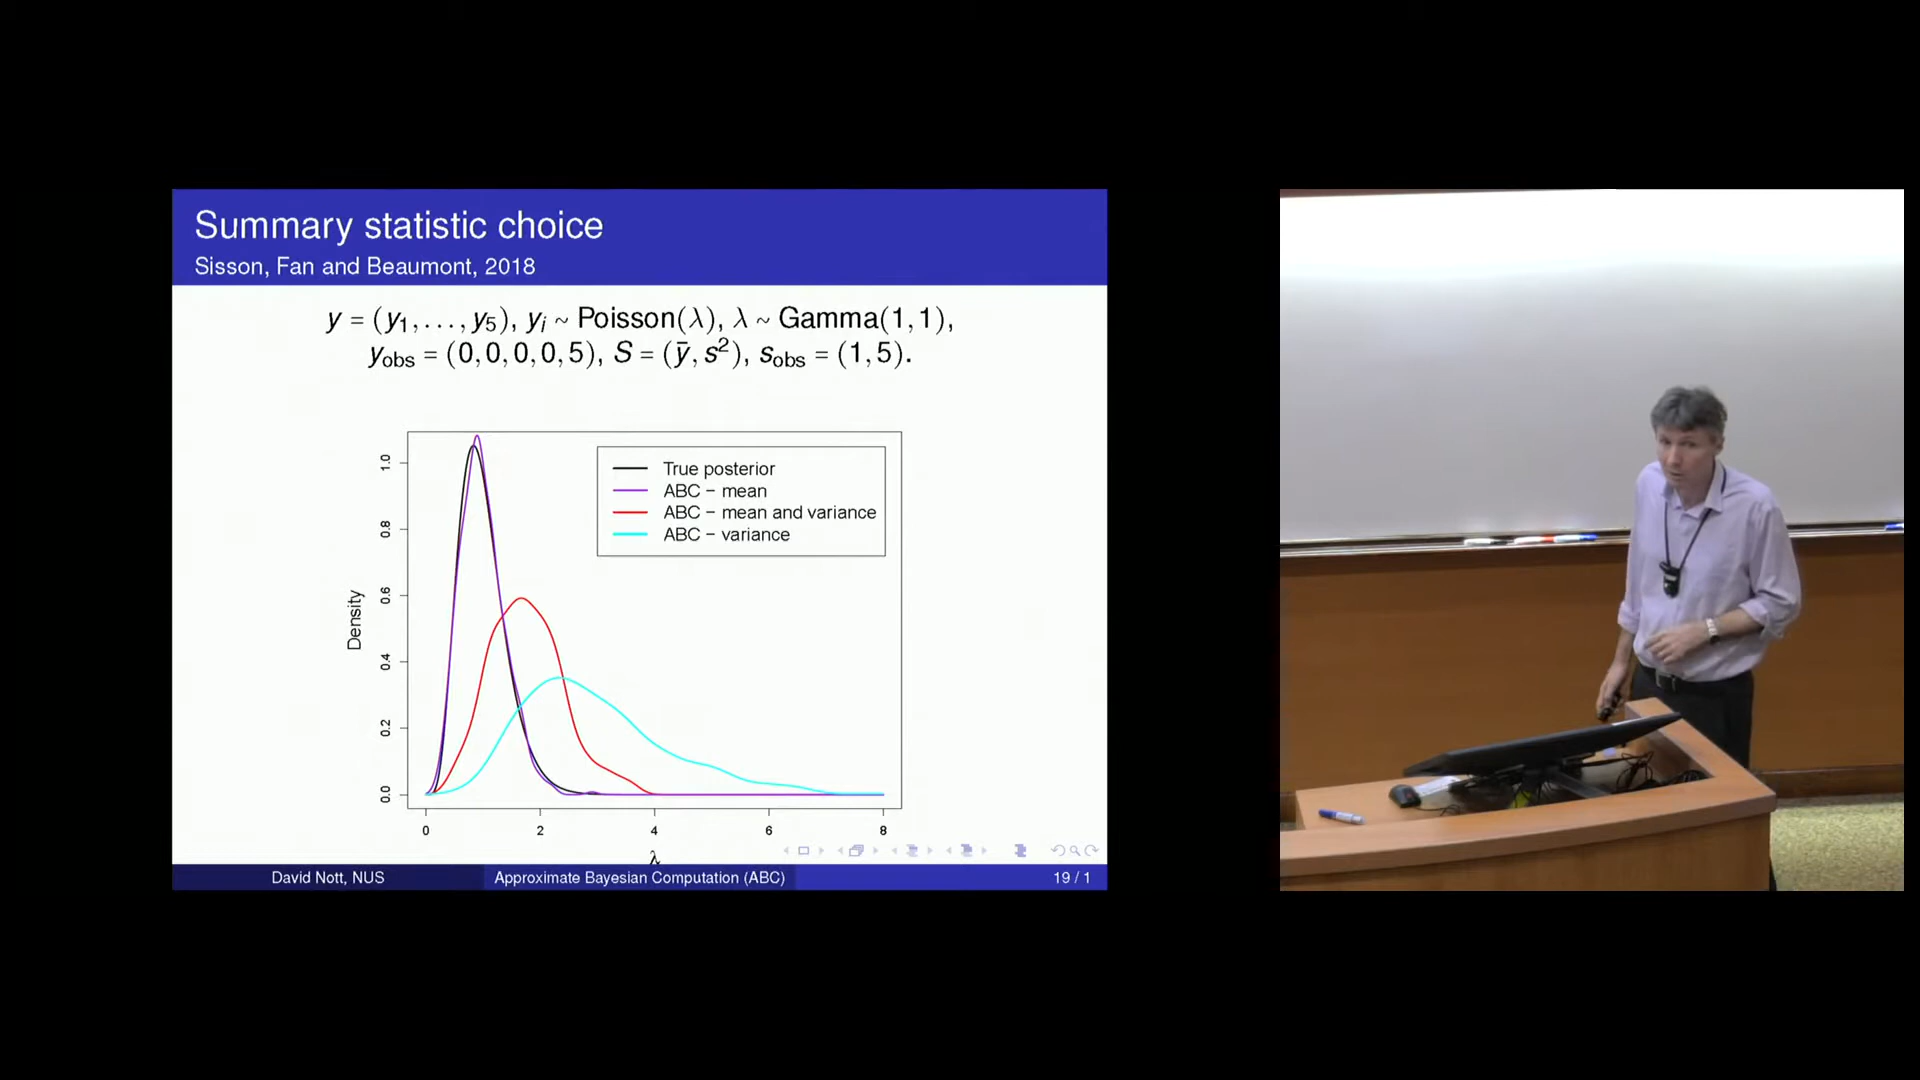 Summary statistic choice
Sisson, Fan and Beaumont, 2018
y = (y₁, . . . , y₅), yᵢ ~ Poisson(λ), λ ~ Gamma(1, 1),
y_obs = (0, 0, 0, 0, 5), S = (ȳ, s²), s_obs = (1, 5).
True posterior
ABC − mean
ABC − mean and variance
ABC − variance
Density
1.0
0.8
0.6
0.4
0.2
0.0
0 2 4 6 8
λ
David Nott, NUS Approximate Bayesian Computation (ABC) 19 / 1